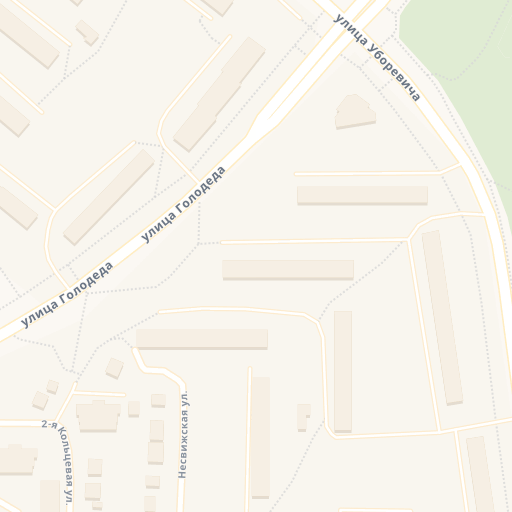 улица Уборевича
улица Голодеда
улица Голодеда
Несвижская ул.
2-я Кольцевая ул.